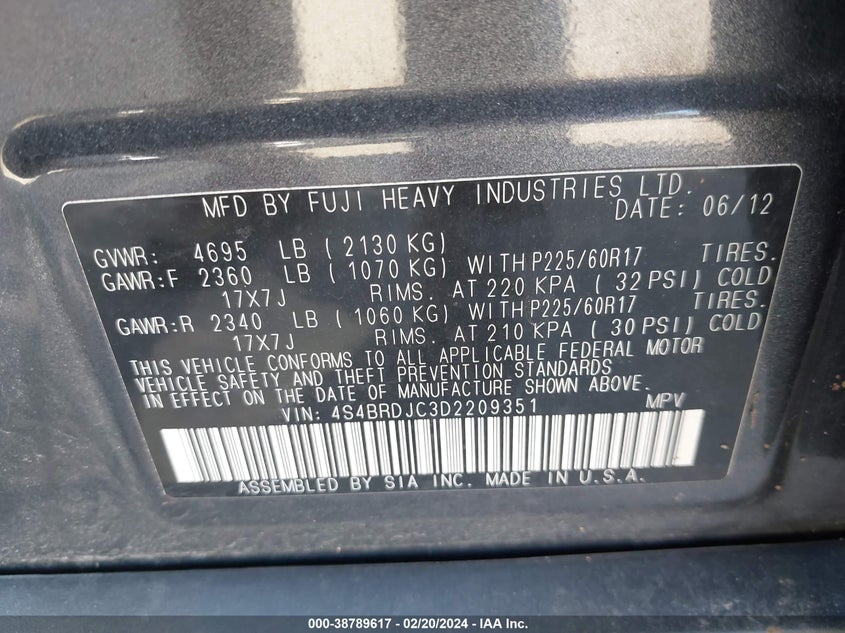 MFD BY FUJI HEAVY INDUSTRIES LTD.
DATE: 06/12
GVWR: 4695 LB ( 2130 KG)
GAWR:F 2360 LB ( 1070 KG) WITH P225/60R17 TIRES.
17X7J RIMS. AT 220 KPA ( 32 PSI) COLD
GAWR:R 2340 LB ( 1060 KG) WITH P225/60R17 TIRES.
17X7J RIMS. AT 210 KPA ( 30 PSI) COLD
THIS VEHICLE CONFORMS TO ALL APPLICABLE FEDERAL MOTOR
VEHICLE SAFETY AND THEFT PREVENTION STANDARDS
IN EFFECT ON THE DATE OF MANUFACTURE SHOWN ABOVE.
VIN: 4S4BRDJC3D2209351 MPV
ASSEMBLED BY SIA INC. MADE IN U.S.A.
000-38789617 - 02/20/2024 - IAA Inc.